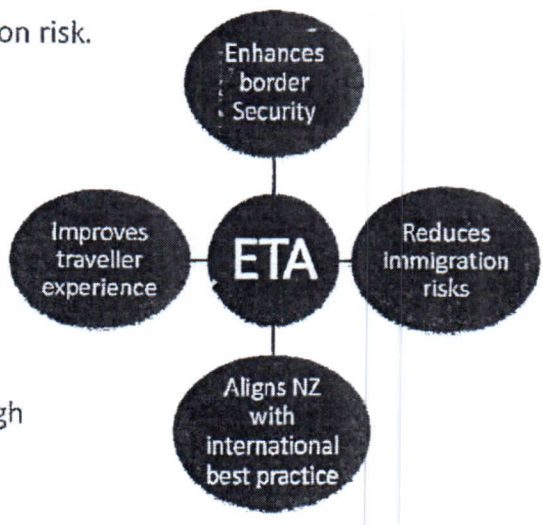 on risk.
Enhances
border
Security
Improves
traveller
experience
ETA
Reduces
immigration
risks
Aligns NZ
with
international
best practice
gh